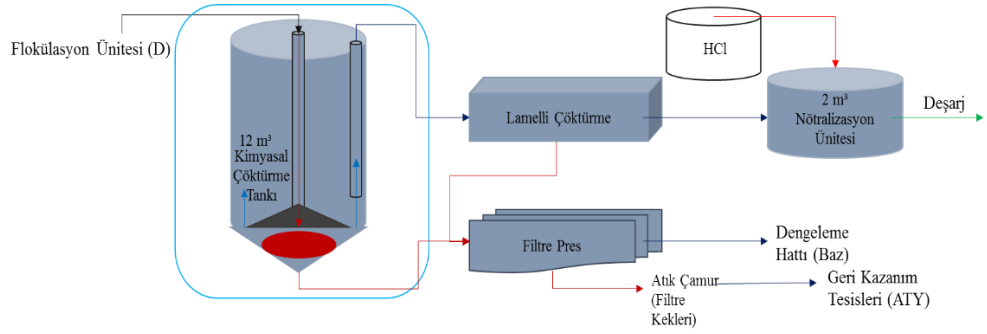 Flokülasyon Ünitesi (D)
12 m³
Kimyasal
Çöktürme
Tankı
Lamelli Çöktürme
HCl
2 m³
Nötralizasyon
Ünitesi
Deşarj
Filtre Pres
Dengeleme
Hattı (Baz)
Atık Çamur
(Filtre
Kekleri)
Geri Kazanım
Tesisleri (ATY)